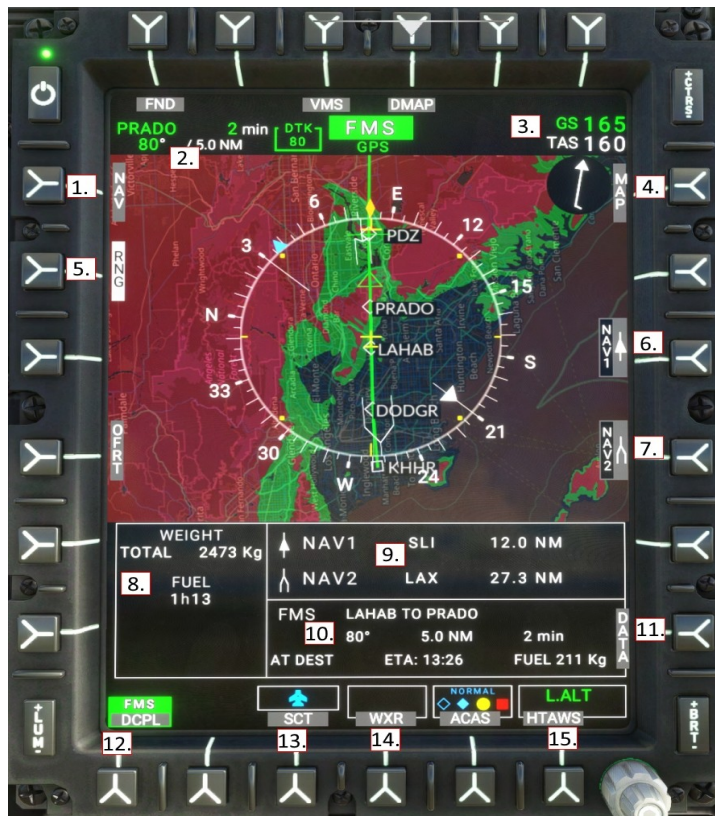 FND VMS DMAP
PRADO 2 min DTK FMS 3. GS 165
80° / 5.0 NM 80 GPS TAS 160
2.
+CTRS-
1. NAV MAP 4.
5. RNG
6 E 12
3 PDZ 15
N PRADO S
LAHAB
33 DODGR 21
30 W KHHR 24
NAV1 6.
OFRT NAV2 7.
WEIGHT
TOTAL 2473 Kg
8. FUEL
1h13
NAV1 9. SLI 12.0 NM
NAV2 LAX 27.3 NM
FMS LAHAB TO PRADO
10. 80° 5.0 NM 2 min
AT DEST ETA: 13:26 FUEL 211 Kg
DATA 11.
+LUM-
FMS NORMAL L.ALT
DCPL SCT WXR ACAS HTAWS
+BRT-
12. 13. 14. 15.